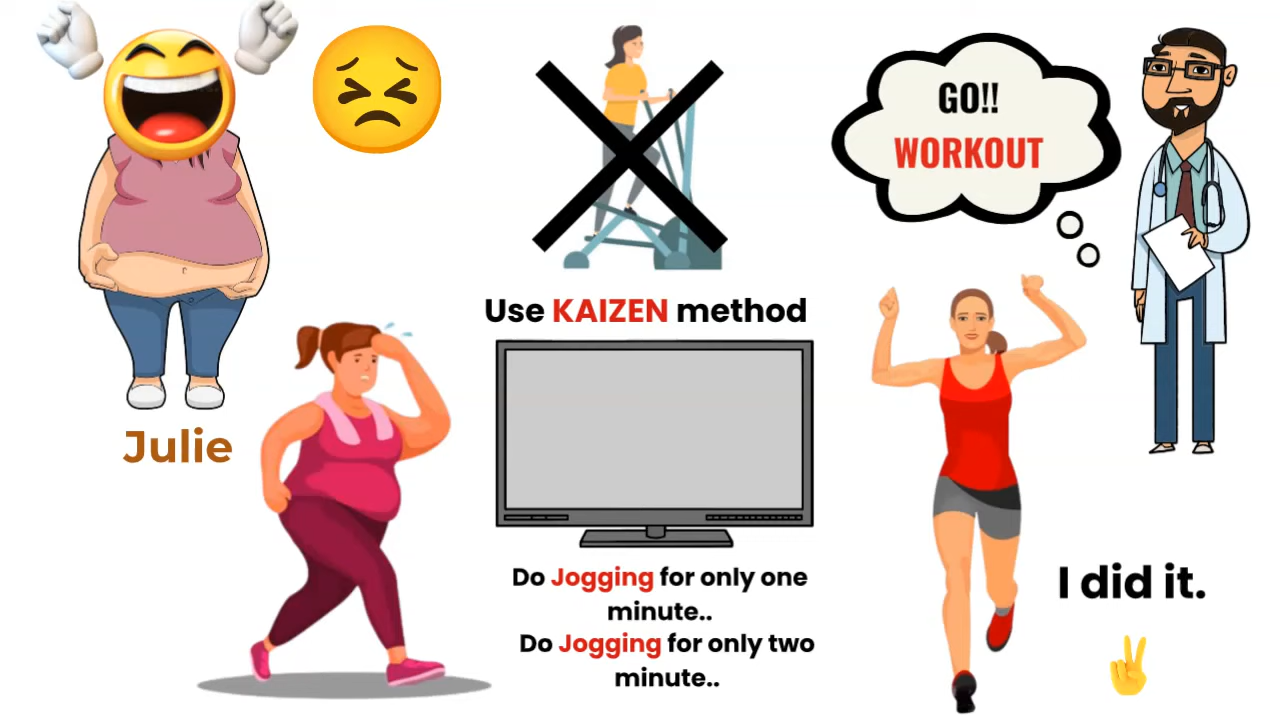 GO!!
WORKOUT
Use KAIZEN method
Julie
Do Jogging for only one
minute..
Do Jogging for only two
minute..
I did it.